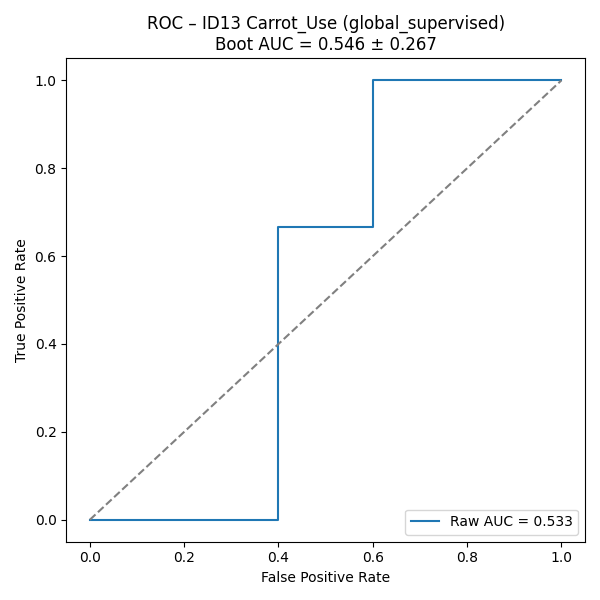 ROC – ID13 Carrot_Use (global_supervised)
Boot AUC = 0.546 ± 0.267
1.0
0.8
0.6
0.4
0.2
0.0
True Positive Rate
Raw AUC = 0.533
0.0 0.2 0.4 0.6 0.8 1.0
False Positive Rate